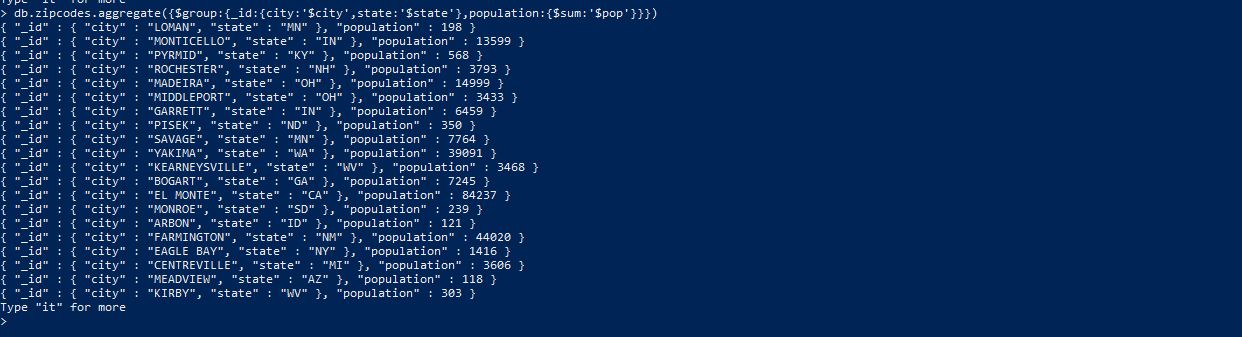 Type "it" for more
> db.zipcodes.aggregate({$group:{_id:{city:'$city',state:'$state'},population:{$sum:'$pop'}}})
{ "_id" : { "city" : "LOMAN", "state" : "MN" }, "population" : 198 }
{ "_id" : { "city" : "MONTICELLO", "state" : "IN" }, "population" : 13599 }
{ "_id" : { "city" : "PYRMID", "state" : "KY" }, "population" : 568 }
{ "_id" : { "city" : "ROCHESTER", "state" : "NH" }, "population" : 3793 }
{ "_id" : { "city" : "MADEIRA", "state" : "OH" }, "population" : 14999 }
{ "_id" : { "city" : "MIDDLEPORT", "state" : "OH" }, "population" : 3433 }
{ "_id" : { "city" : "GARRETT", "state" : "IN" }, "population" : 6459 }
{ "_id" : { "city" : "PISEK", "state" : "ND" }, "population" : 350 }
{ "_id" : { "city" : "SAVAGE", "state" : "MN" }, "population" : 7764 }
{ "_id" : { "city" : "YAKIMA", "state" : "WA" }, "population" : 39091 }
{ "_id" : { "city" : "KEARNEYSVILLE", "state" : "WV" }, "population" : 3468 }
{ "_id" : { "city" : "BOGART", "state" : "GA" }, "population" : 7245 }
{ "_id" : { "city" : "EL MONTE", "state" : "CA" }, "population" : 84237 }
{ "_id" : { "city" : "MONROE", "state" : "SD" }, "population" : 239 }
{ "_id" : { "city" : "ARBON", "state" : "ID" }, "population" : 121 }
{ "_id" : { "city" : "FARMINGTON", "state" : "NM" }, "population" : 44020 }
{ "_id" : { "city" : "EAGLE BAY", "state" : "NY" }, "population" : 1416 }
{ "_id" : { "city" : "CENTREVILLE", "state" : "MI" }, "population" : 3606 }
{ "_id" : { "city" : "MEADVIEW", "state" : "AZ" }, "population" : 118 }
{ "_id" : { "city" : "KIRBY", "state" : "WV" }, "population" : 303 }
Type "it" for more
>